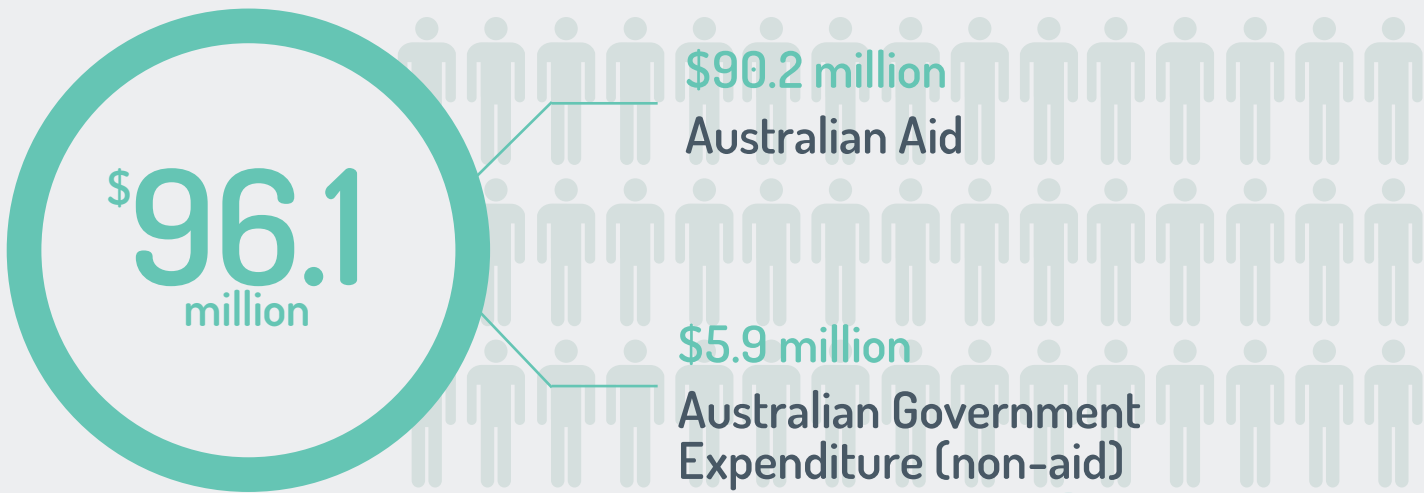 $96.1
million
$90.2 million
Australian Aid
$5.9 million
Australian Government
Expenditure (non-aid)